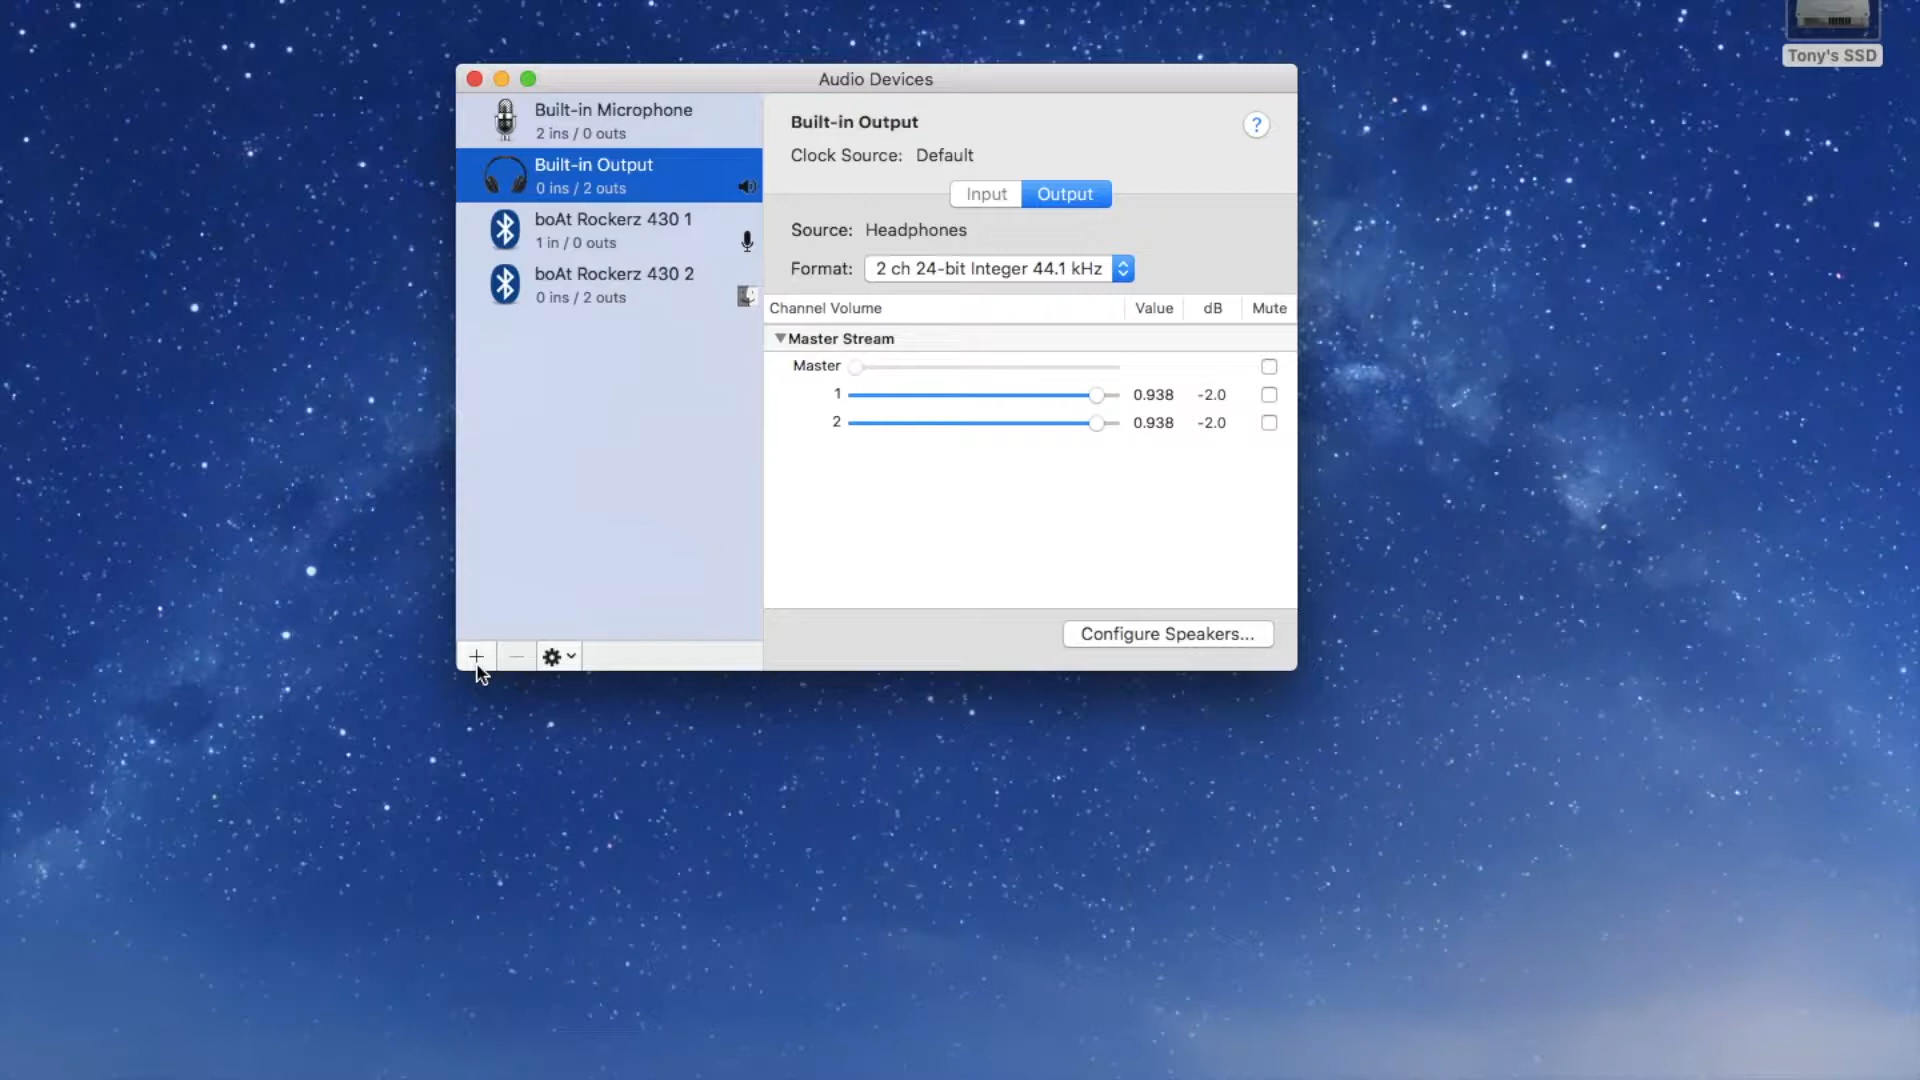 Tony's SSD
Audio Devices
Built-in Microphone
2 ins / 0 outs
Built-in Output
0 ins / 2 outs
boAt Rockerz 430 1
1 in / 0 outs
boAt Rockerz 430 2
0 ins / 2 outs
Built-in Output
?
Clock Source: Default
Input Output
Source: Headphones
Format: 2 ch 24-bit Integer 44.1 kHz
Channel Volume Value dB Mute
Master Stream
Master
1 0.938 -2.0
2 0.938 -2.0
Configure Speakers...